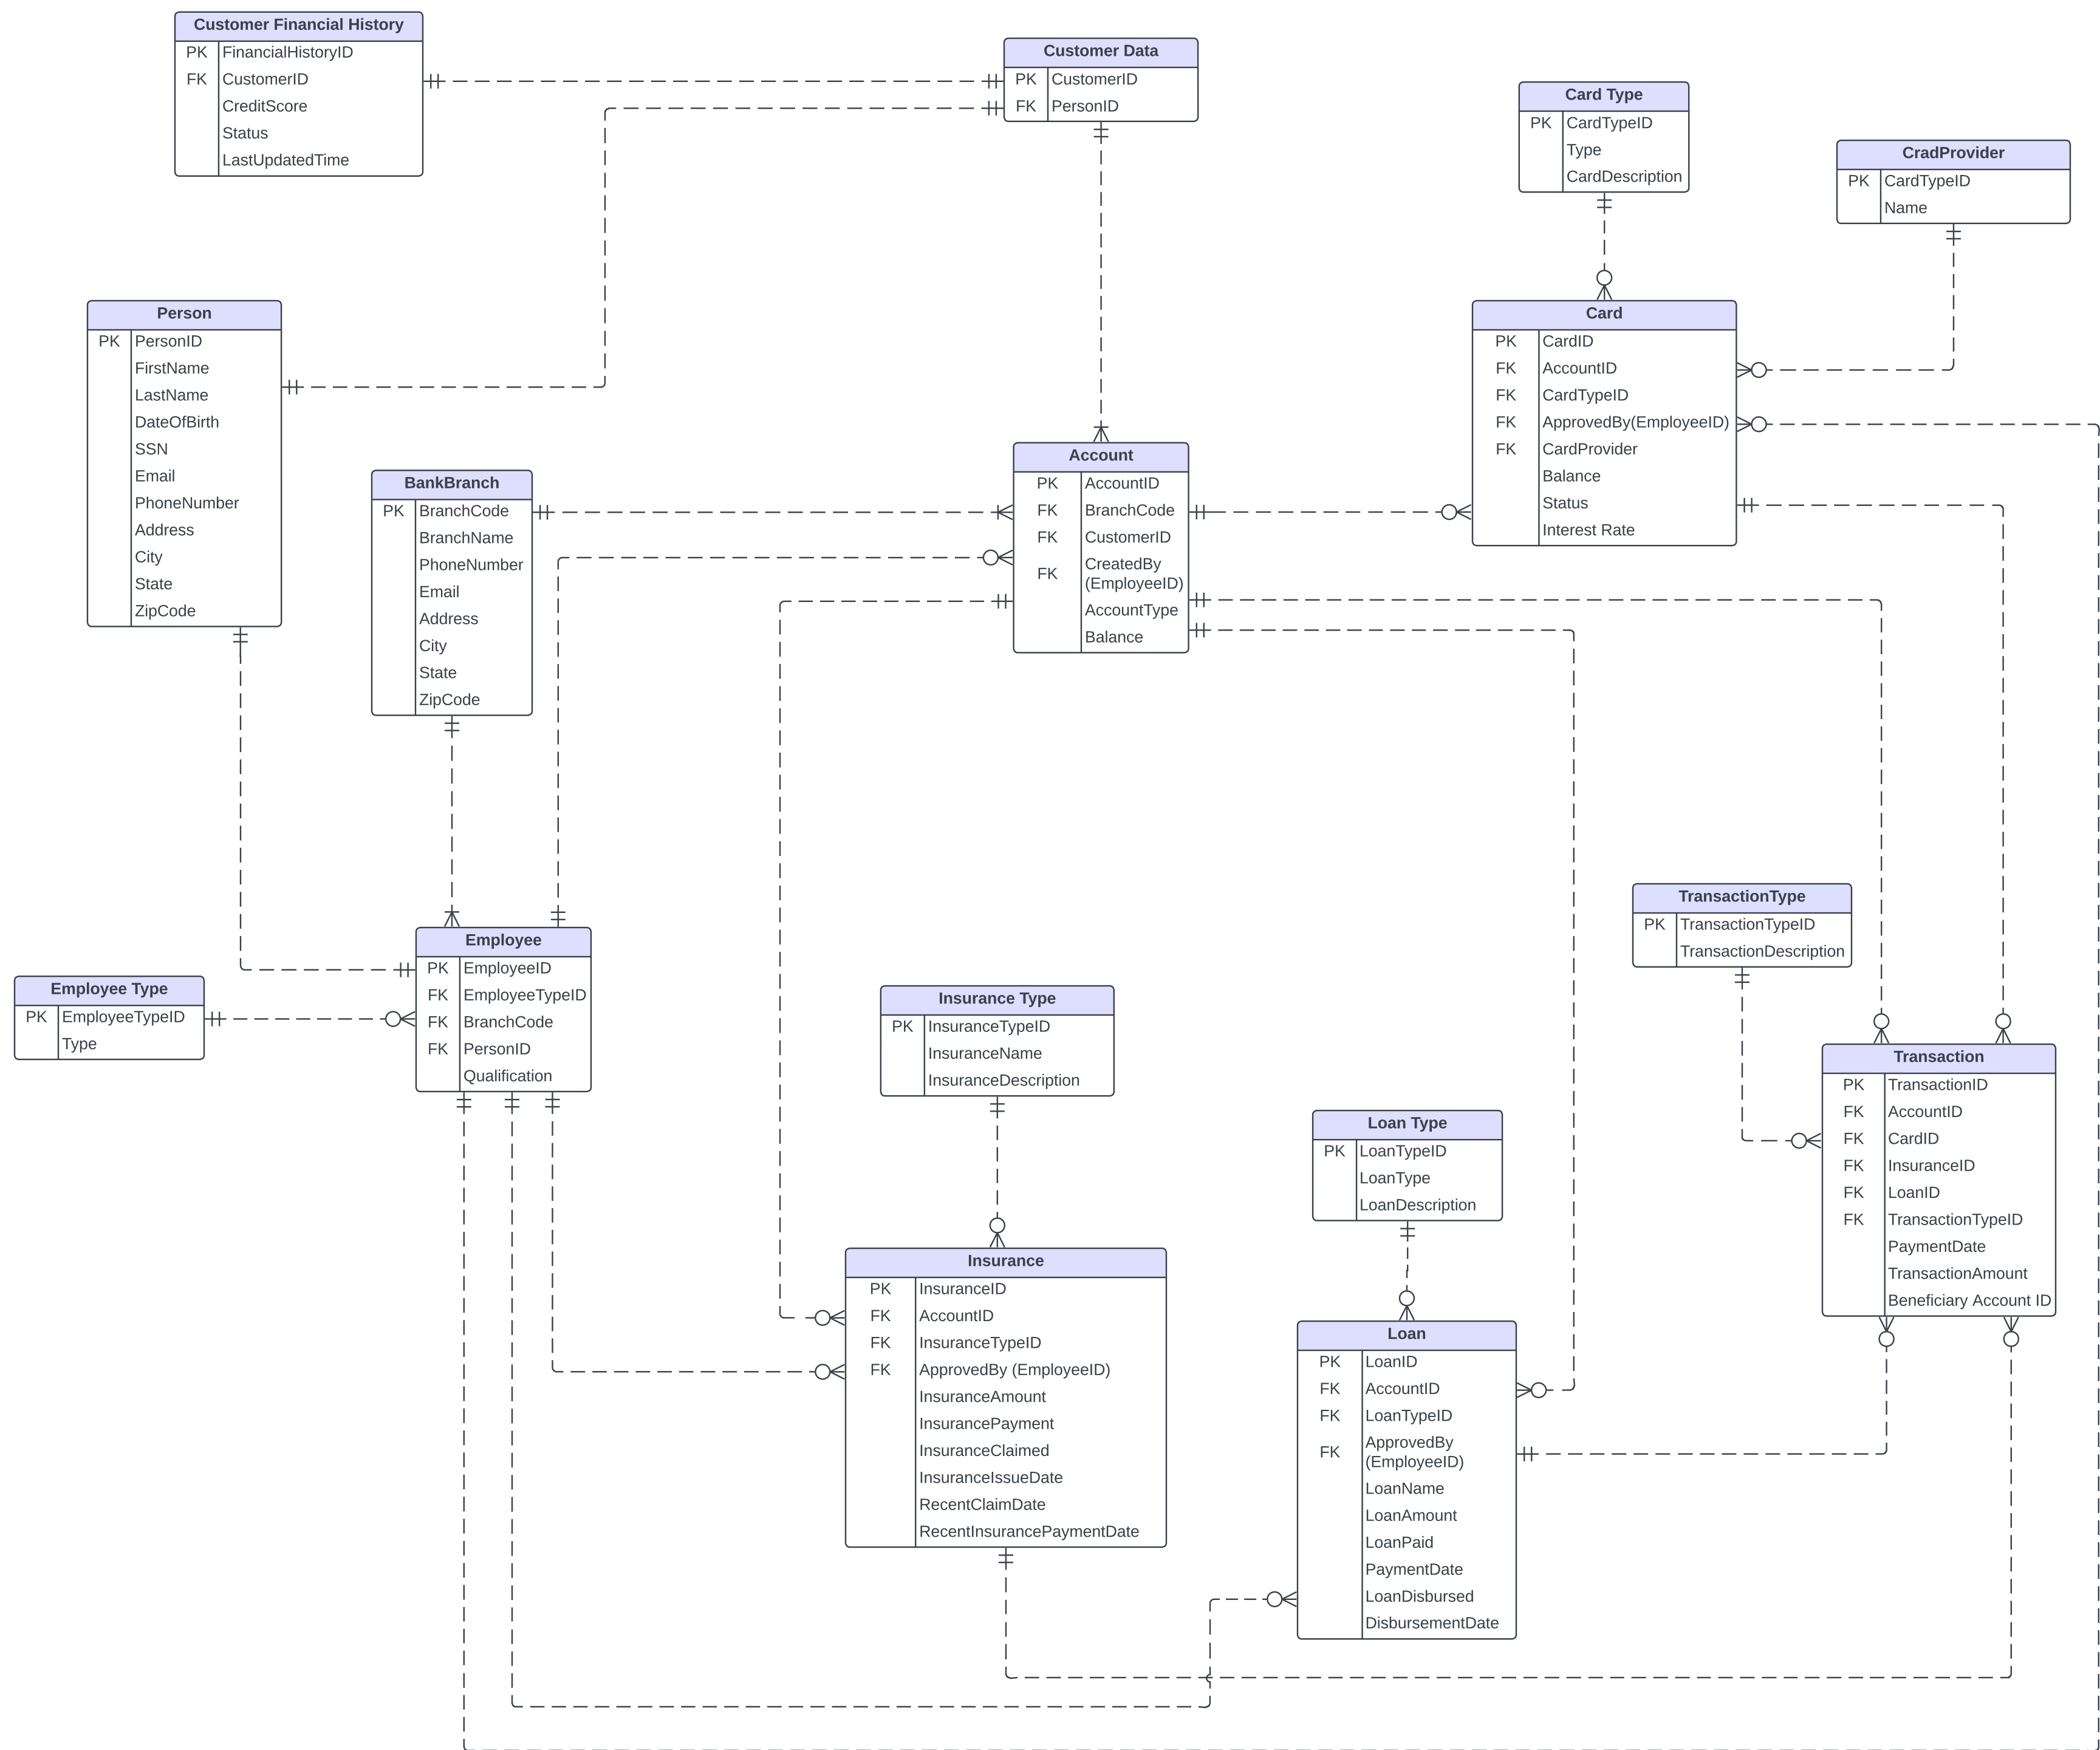 Customer Financial History
PK FinancialHistoryID
FK CustomerID
CreditScore
Status
LastUpdatedTime
Customer Data
PK CustomerID
FK PersonID
Card Type
PK CardTypeID
Type
CardDescription
CradProvider
PK CardTypeID
Name
Person
PK PersonID
FirstName
LastName
DateOfBirth
SSN
Email
PhoneNumber
Address
City
State
ZipCode
Card
PK CardID
FK AccountID
FK CardTypeID
FK ApprovedBy(EmployeeID)
FK CardProvider
Balance
Status
Interest Rate
BankBranch
PK BranchCode
BranchName
PhoneNumber
Email
Address
City
State
ZipCode
Account
PK AccountID
FK BranchCode
FK CustomerID
FK CreatedBy
(EmployeeID)
AccountType
Balance
Employee
PK EmployeeID
FK EmployeeTypeID
FK BranchCode
FK PersonID
Qualification
Employee Type
PK EmployeeTypeID
Type
Insurance Type
PK InsuranceTypeID
InsuranceName
InsuranceDescription
TransactionType
PK TransactionTypeID
TransactionDescription
Transaction
PK TransactionID
FK AccountID
FK CardID
FK InsuranceID
FK LoanID
FK TransactionTypeID
PaymentDate
TransactionAmount
Beneficiary Account ID
Loan Type
PK LoanTypeID
LoanType
LoanDescription
Insurance
PK InsuranceID
FK AccountID
FK InsuranceTypeID
FK ApprovedBy (EmployeeID)
InsuranceAmount
InsurancePayment
InsuranceClaimed
InsuranceIssueDate
RecentClaimDate
RecentInsurancePaymentDate
Loan
PK LoanID
FK AccountID
FK LoanTypeID
FK ApprovedBy
(EmployeeID)
LoanName
LoanAmount
LoanPaid
PaymentDate
LoanDisbursed
DisbursementDate